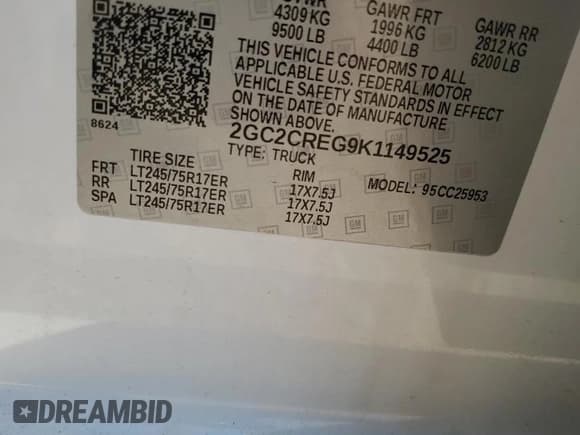 4309 KG
9500 LB
GAWR FRT
1996 KG
4400 LB
GAWR RR
2812 KG
6200 LB
THIS VEHICLE CONFORMS TO ALL
APPLICABLE U.S. FEDERAL MOTOR
VEHICLE SAFETY STANDARDS IN EFFECT
ON THE DATE OF MANUFACTURE
SHOWN ABOVE.
8624
2GC2CREG9K1149525
TYPE: TRUCK
TIRE SIZE RIM MODEL: 95CC25953
FRT LT245/75R17ER 17X7.5J
RR LT245/75R17ER 17X7.5J
SPA LT245/75R17ER 17X7.5J
DREAMBID